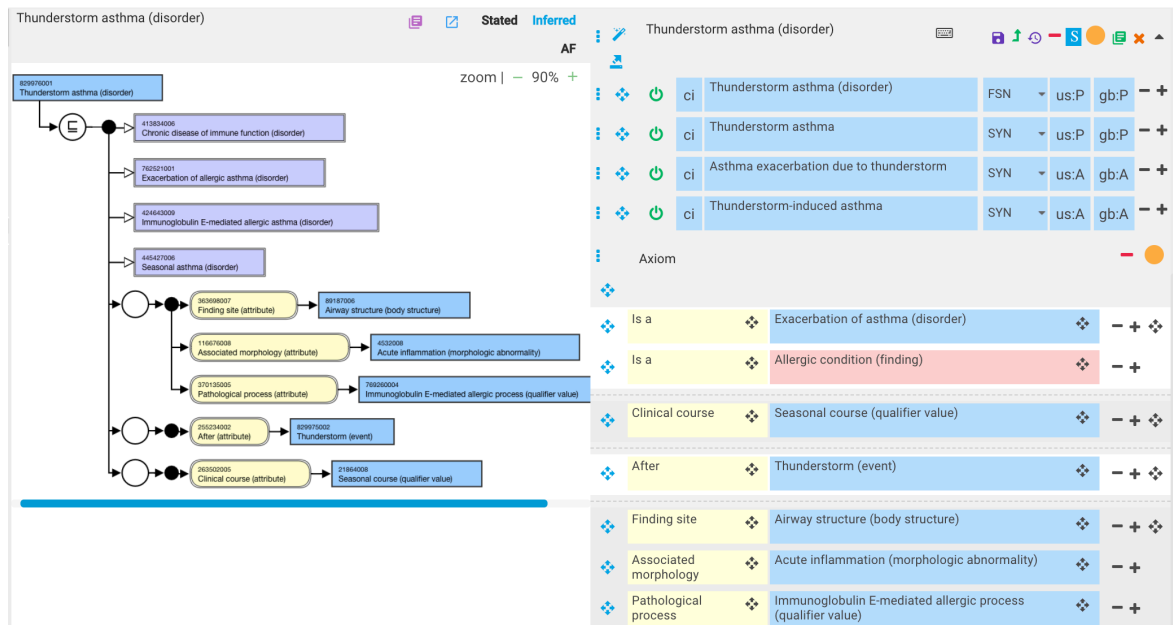 Thunderstorm asthma (disorder)
Stated Inferred
AF
zoom | − 90% +
829976001
Thunderstorm asthma (disorder)
⊑
413834006
Chronic disease of immune function (disorder)
762521001
Exacerbation of allergic asthma (disorder)
424643009
Immunoglobulin E-mediated allergic asthma (disorder)
445427006
Seasonal asthma (disorder)
363698007
Finding site (attribute)
89187006
Airway structure (body structure)
116676008
Associated morphology (attribute)
4532008
Acute inflammation (morphologic abnormality)
370135005
Pathological process (attribute)
769260004
Immunoglobulin E-mediated allergic process (qualifier value)
255234002
After (attribute)
829975002
Thunderstorm (event)
263502005
Clinical course (attribute)
21864008
Seasonal course (qualifier value)
Thunderstorm asthma (disorder)
S
ci Thunderstorm asthma (disorder) FSN us:P gb:P − +
ci Thunderstorm asthma SYN us:P gb:P − +
ci Asthma exacerbation due to thunderstorm SYN us:A gb:A − +
ci Thunderstorm-induced asthma SYN us:A gb:A − +
Axiom
Is a Exacerbation of asthma (disorder) − +
Is a Allergic condition (finding) − +
Clinical course Seasonal course (qualifier value) − +
After Thunderstorm (event) − +
Finding site Airway structure (body structure) − +
Associated Acute inflammation (morphologic abnormality) − +
morphology
Pathological Immunoglobulin E-mediated allergic process − +
process (qualifier value)